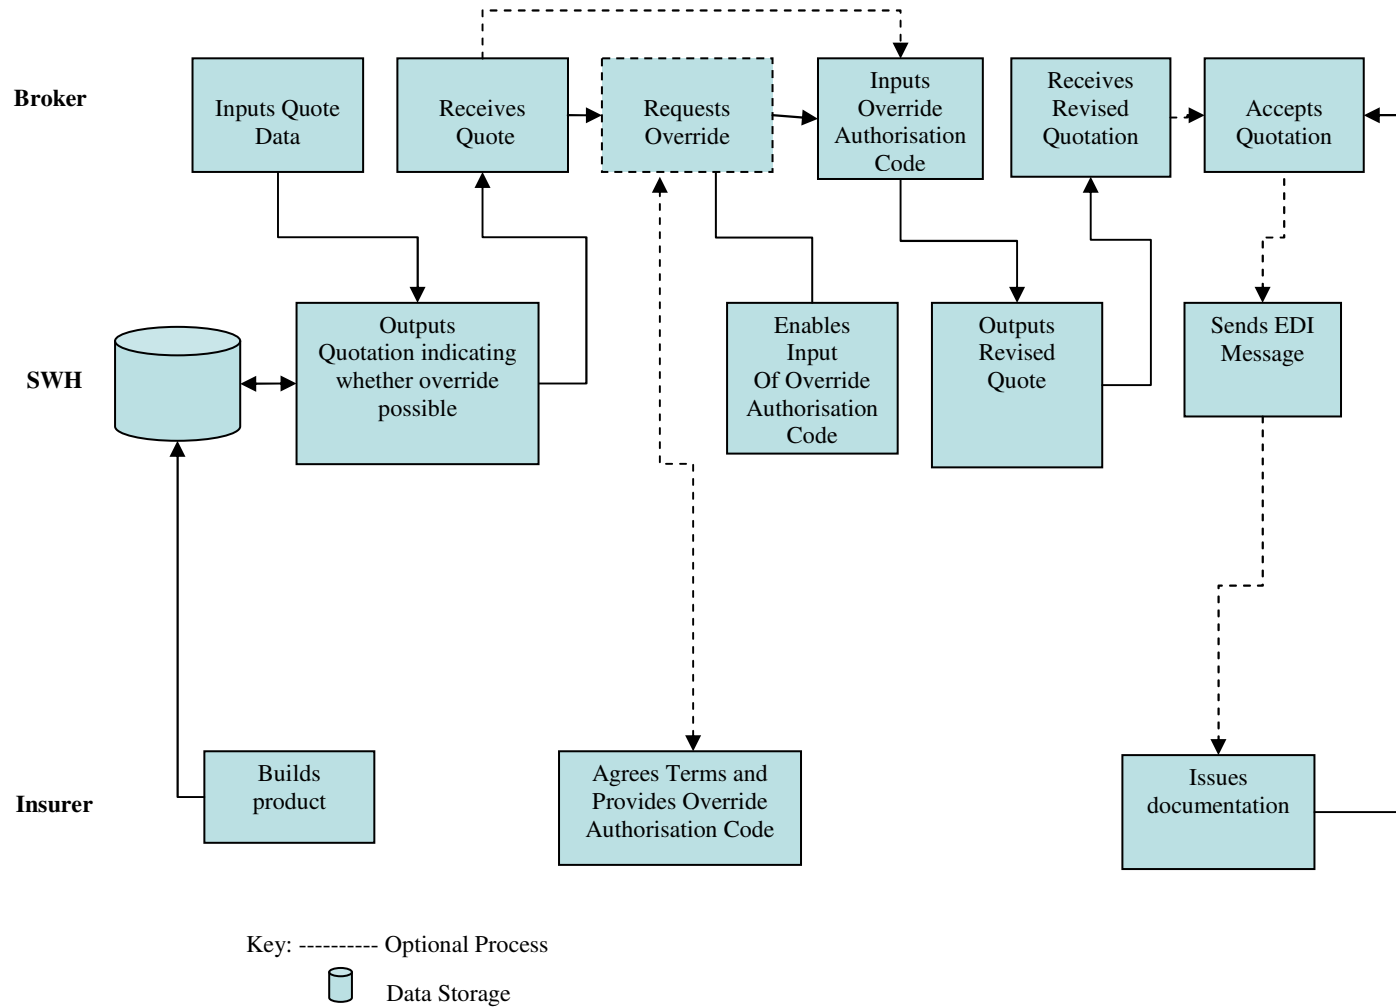 Broker
Inputs Quote
Data
Receives
Quote
Requests
Override
Inputs
Override
Authorisation
Code
Receives
Revised
Quotation
Accepts
Quotation
SWH
Outputs
Quotation indicating
whether override
possible
Enables
Input
Of Override
Authorisation
Code
Outputs
Revised
Quote
Sends EDI
Message
Insurer
Builds
product
Agrees Terms and
Provides Override
Authorisation Code
Issues
documentation
Key: ---------- Optional Process
Data Storage